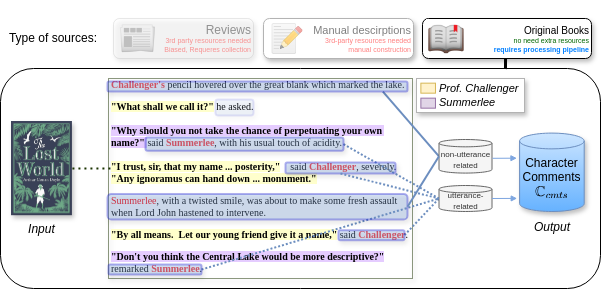 Type of sources:
Reviews
3rd party resources needed
Biased, Requeres collection
Manual descirptions
3rd party resources needed
manual construction
Original Books
no need extra resources
requires processing pipeline
Prof. Challenger
Summerlee
Challenger's pencil hovered over the great blank which marked the lake.
"What shall we call it?" he asked.
"Why should you not take the chance of perpetuating your own
name?" said Summerlee, with his usual touch of acidity.
"I trust, sir, that my name ... posterity," said Challenger, severely.
"Any ignoramus can hand down ... monument."
Summerlee, with a twisted smile, was about to make some fresh assault
when Lord John hastened to intervene.
"By all means. Let our young friend give it a name," said Challenger.
"Don't you think the Central Lake would be more descriptive?"
remarked Summerlee.
The
Lost
World
Input
non-utterance
related
utterance-
related
Character
Comments
ℂcmts
Output